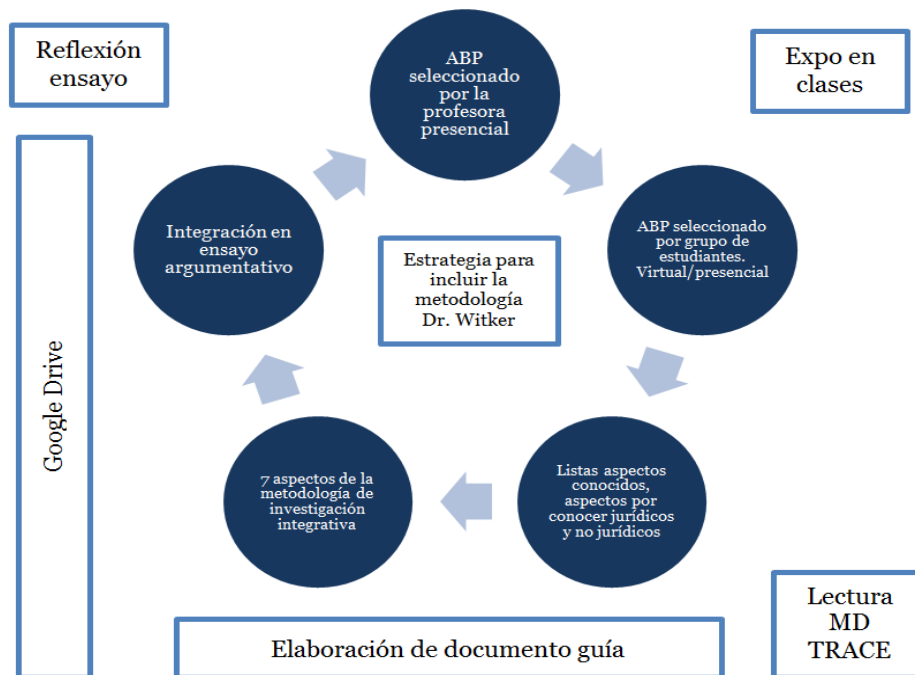 Reflexión
ensayo
ABP
seleccionado
por la
profesora
presencial
Expo en
clases
Integración en
ensayo
argumentativo
Estrategia para
incluir la
metodología
Dr. Witker
ABP seleccionado
por grupo de
estudiantes.
Virtual/presencial
Google Drive
7 aspectos de la
metodología de
investigación
integrativa
Listas aspectos
conocidos,
aspectos por
conocer jurídicos
y no jurídicos
Elaboración de documento guía
Lectura
MD
TRACE